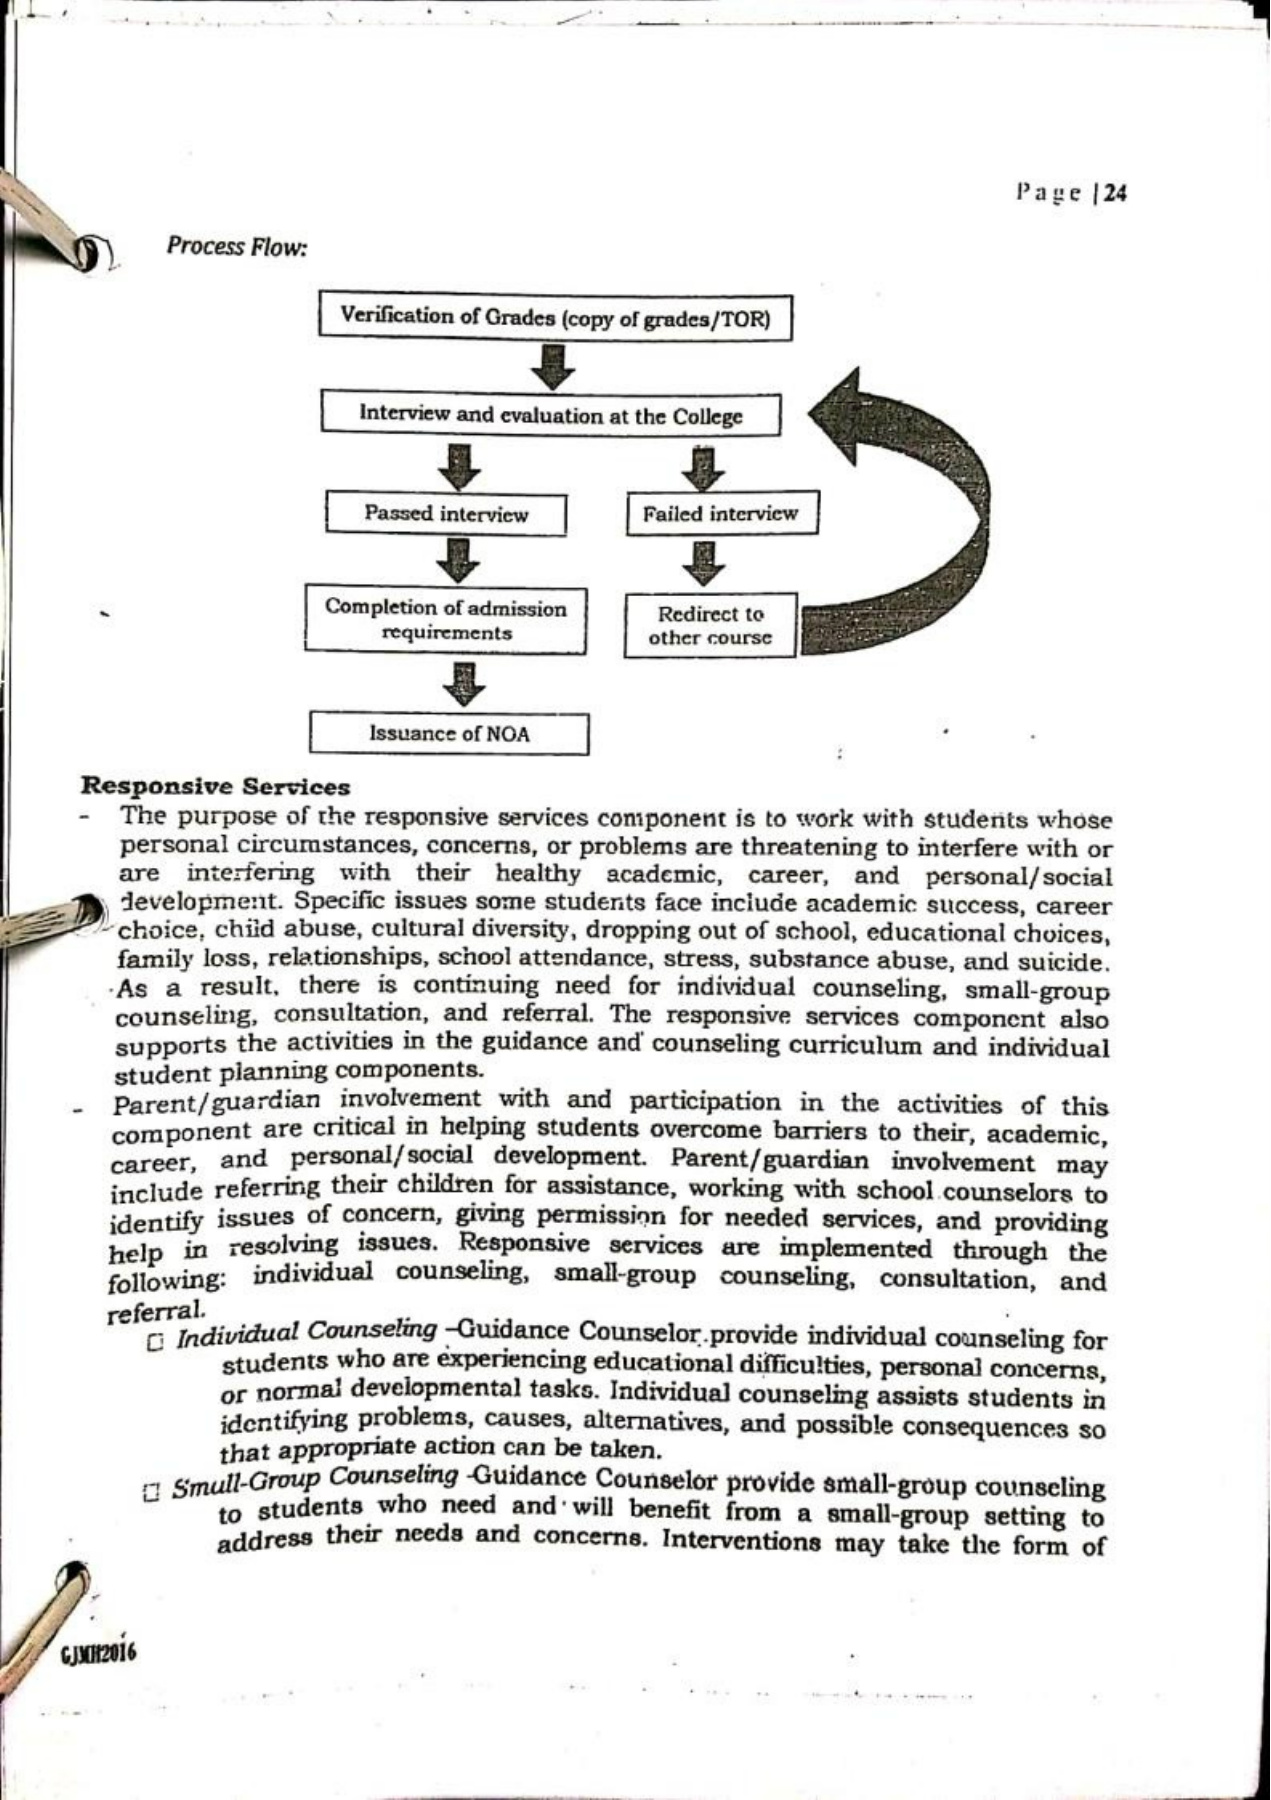 Page |24
Process Flow:
Verification of Grades (copy of grades/TOR)
Interview and evaluation at the College
Passed interview
Failed interview
Completion of admission
requirements
Redirect to
other course
Issuance of NOA
Responsive Services
- The purpose of the responsive services component is to work with students whose
personal circumstances, concerns, or problems are threatening to interfere with or
are interfering with their healthy academic, career, and personal/social
development. Specific issues some students face include academic success, career
choice, child abuse, cultural diversity, dropping out of school, educational choices,
family loss, relationships, school attendance, stress, substance abuse, and suicide.
As a result, there is continuing need for individual counseling, small-group
counseling, consultation, and referral. The responsive services component also
supports the activities in the guidance and counseling curriculum and individual
student planning components.
- Parent/guardian involvement with and participation in the activities of this
component are critical in helping students overcome barriers to their, academic,
career, and personal/social development. Parent/guardian involvement may
include referring their children for assistance, working with school counselors to
identify issues of concern, giving permission for needed services, and providing
help in resolving issues. Responsive services are implemented through the
following: individual counseling, small-group counseling, consultation, and
referral.
□ Individual Counseling –Guidance Counselor provide individual counseling for
students who are experiencing educational difficulties, personal concerns,
or normal developmental tasks. Individual counseling assists students in
identifying problems, causes, alternatives, and possible consequences so
that appropriate action can be taken.
□ Small-Group Counseling -Guidance Counselor provide small-group counseling
to students who need and will benefit from a small-group setting to
address their needs and concerns. Interventions may take the form of
GJMH2016